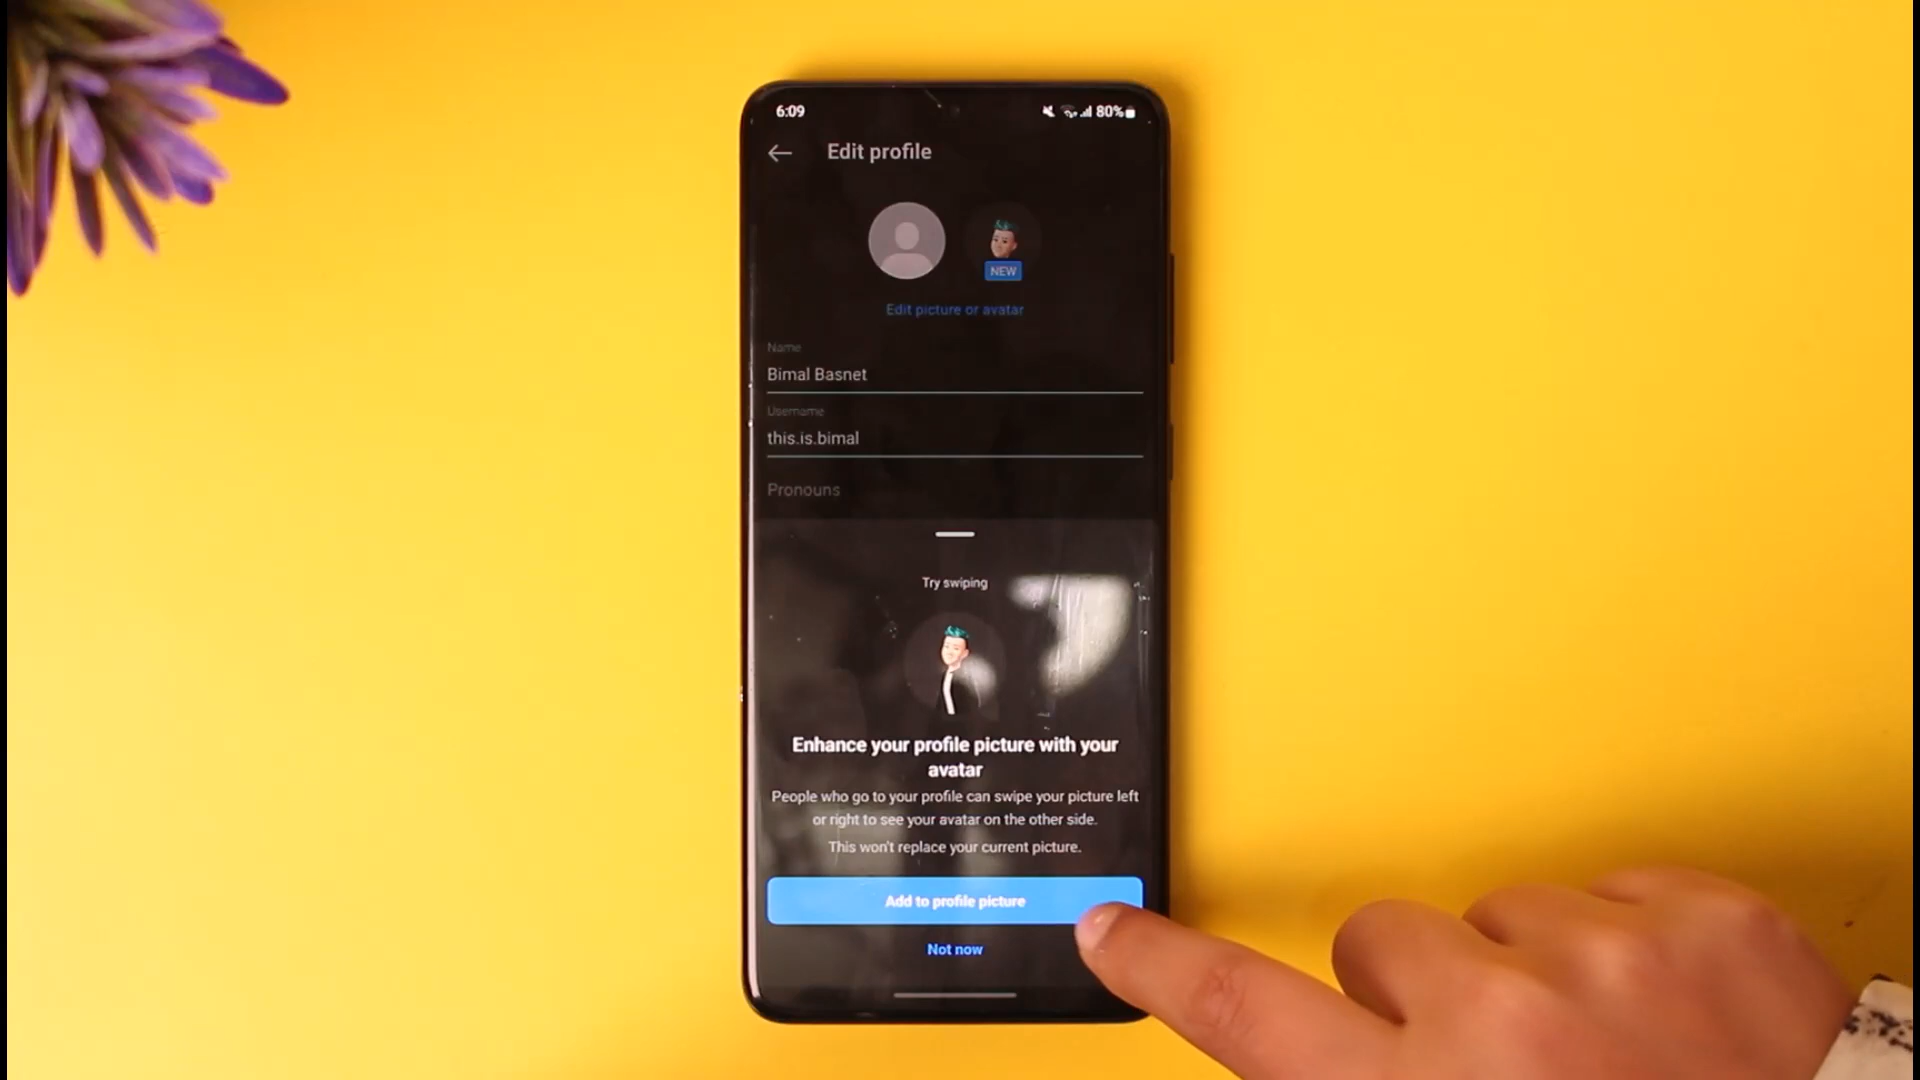 6:09
80%
Edit profile
NEW
Edit picture or avatar
Name
Bimal Basnet
Username
this.is.bimal
Pronouns
Try swiping
Enhance your profile picture with your
avatar
People who go to your profile can swipe your picture left
or right to see your avatar on the other side.
This won't replace your current picture.
Add to profile picture
Not now